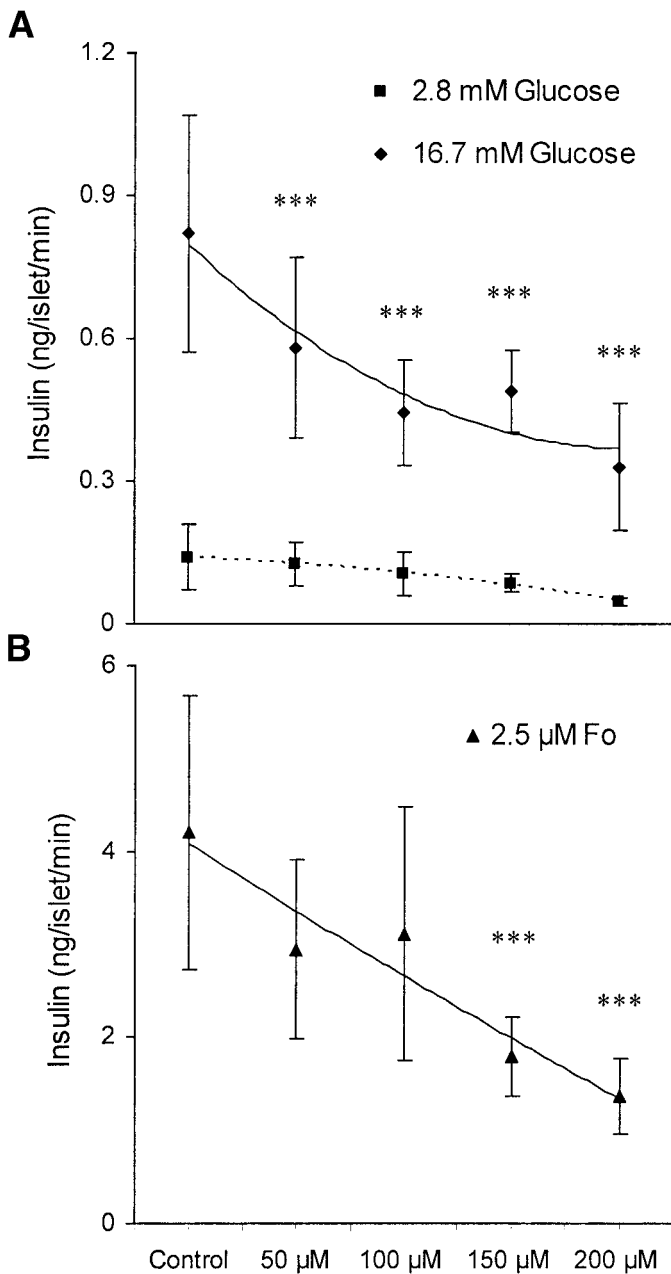 A
1.2
2.8 mM Glucose
16.7 mM Glucose
0.9
***
***
***
0.6
***
Insulin (ng/islet/min)
0.3
0
B
6
2.5 µM Fo
4
***
***
Insulin (ng/islet/min)
2
0
Control 50 µM 100 µM 150 µM 200 µM